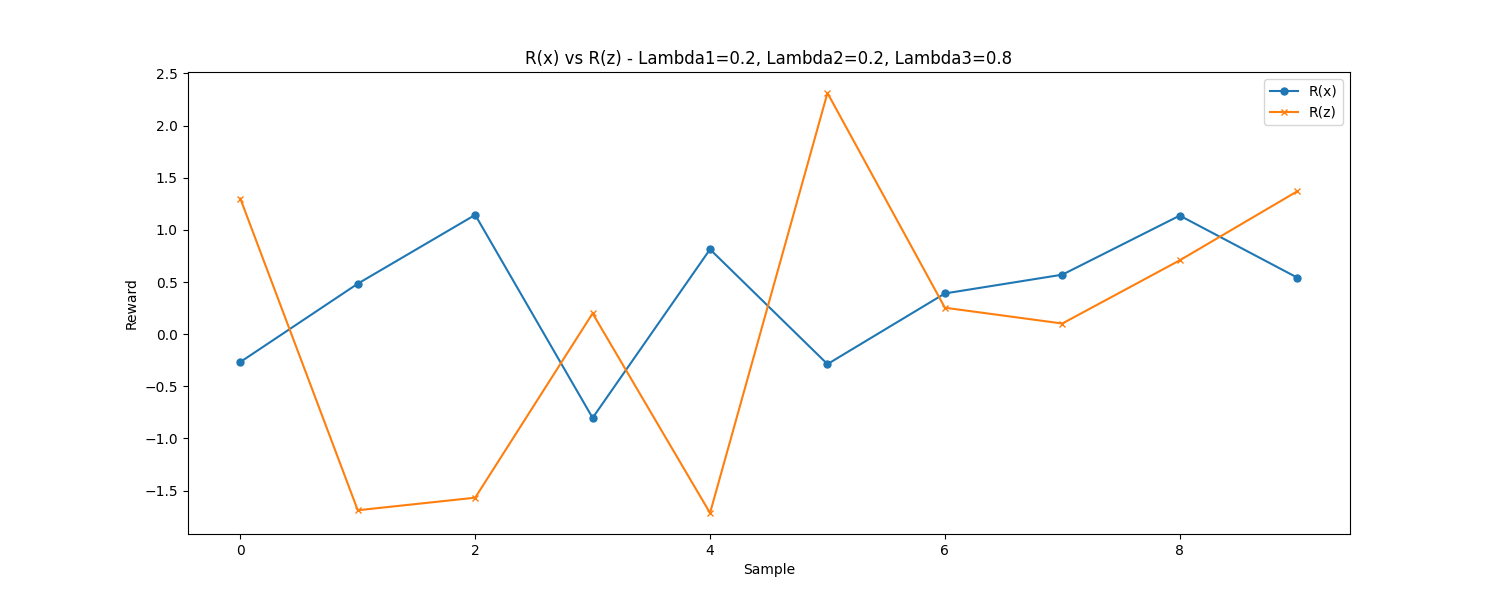 R(x) vs R(z) - Lambda1=0.2, Lambda2=0.2, Lambda3=0.8
2.5
2.0
1.5
1.0
0.5
0.0
−0.5
−1.0
−1.5
Reward
R(x)
R(z)
0 2 4 6 8
Sample